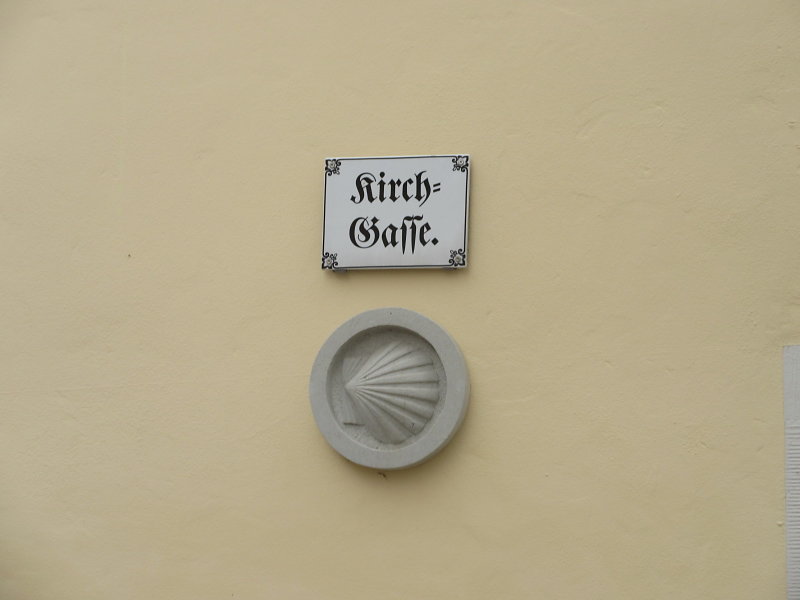 Kirch=
Gasse.